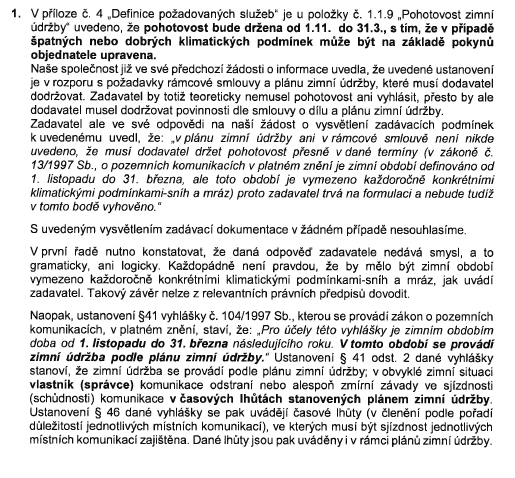 1. V příloze č. 4 „Definice požadovaných služeb" je u položky č. 1.1.9 „Pohotovost zimní
údržby" uvedeno, že pohotovost bude držena od 1.11. do 31.3., s tím, že v případě
špatných nebo dobrých klimatických podmínek může být na základě pokynů
objednatele upravena.
Naše společnost již ve své předchozí žádosti o informace uvedla, že uvedené ustanovení
je v rozporu s požadavky rámcové smlouvy a plánu zimní údržby, které musí dodavatel
dodržovat. Zadavatel by totiž teoreticky nemusel pohotovost ani vyhlásit, přesto by ale
dodavatel musel dodržovat povinnosti dle smlouvy o dílu a plánu zimní údržby.
Zadavatel ale ve své odpovědi na naší žádost o vysvětlení zadávacích podmínek
k uvedenému uvedl, že: „v plánu zimní údržby ani v rámcové smlouvě není nikde
uvedeno, že musí dodavatel držet pohotovost přesně v dané termíny (v zákoně č.
13/1997 Sb., o pozemních komunikacích v platném znění je zimní období definováno od
1. listopadu do 31. března, ale toto období je vymezeno každoročně konkrétními
klimatickými podmínkami-sníh a mráz) proto zadavatel trvá na formulaci a nebude tudíž
v tomto bodě vyhověno."
S uvedeným vysvětlením zadávací dokumentace v žádném případě nesouhlasíme.
V první řadě nutno konstatovat, že daná odpověď zadavatele nedává smysl, a to
gramaticky, ani logicky. Každopádně není pravdou, že by mělo být zimní období
vymezeno každoročně konkrétními klimatickými podmínkami-sníh a mráz, jak uvádí
zadavatel. Takový závěr nelze z relevantních právních předpisů dovodit.
Naopak, ustanovení §41 vyhlášky č. 104/1997 Sb., kterou se provádí zákon o pozemních
komunikacích, v platném znění, staví, že: „Pro účely této vyhlášky je zimním obdobím
doba od 1. listopadu do 31. března následujícího roku. V tomto období se provádí
zimní údržba podle plánu zimní údržby." Ustanovení § 41 odst. 2 dané vyhlášky
stanoví, že zimní údržba se provádí podle plánu zimní údržby; v obvyklé zimní situaci
vlastník (správce) komunikace odstraní nebo alespoň zmírní závady ve sjízdnosti
(schůdnosti) komunikace v časových lhůtách stanovených plánem zimní údržby.
Ustanovení § 46 dané vyhlášky se pak uvádějí časové lhůty (v členění podle pořadí
důležitostí jednotlivých místních komunikací), ve kterých musí být sjízdnost jednotlivých
místních komunikací zajištěna. Dané lhůty jsou pak uváděny i v rámci plánů zimní údržby.